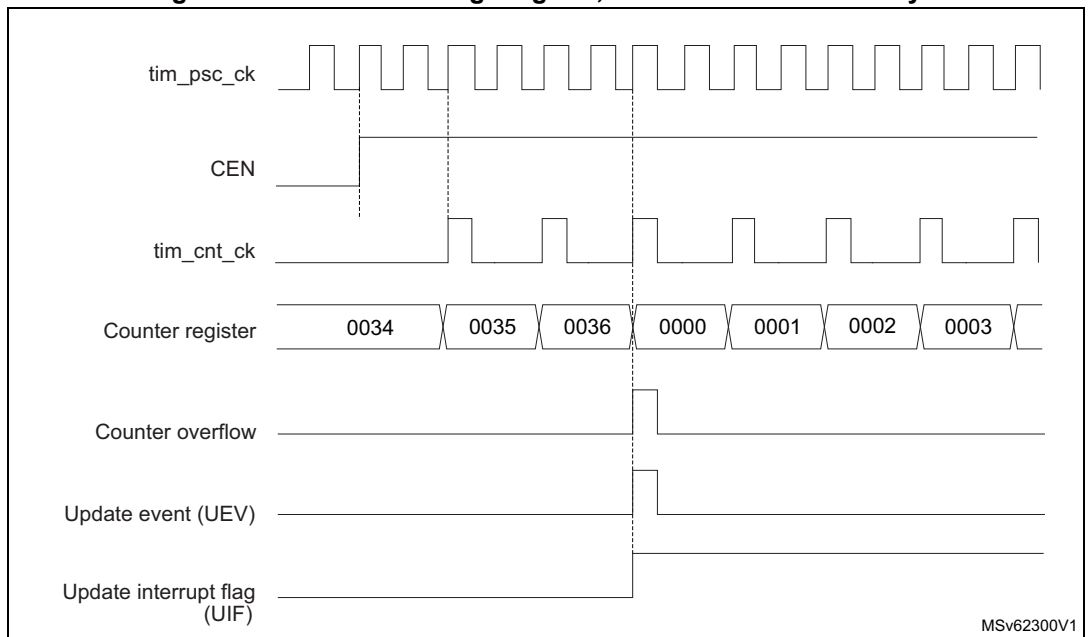 tim_psc_ck
CEN
tim_cnt_ck
Counter register 0034 0035 0036 0000 0001 0002 0003
Counter overflow
Update event (UEV)
Update interrupt flag
(UIF)
MSv62300V1